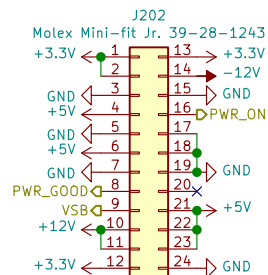 J202
Molex Mini-fit Jr. 39-28-1243
+3.3V 1 13 +3.3V
2 14 -12V
GND 3 15 GND
+5V 4 16 PWR_ON
GND 5 17
+5V 6 18
GND 7 19 GND
PWR_GOOD 8 20
VSB 9 21 +5V
+12V 10 22
11 23
+3.3V 12 24 GND